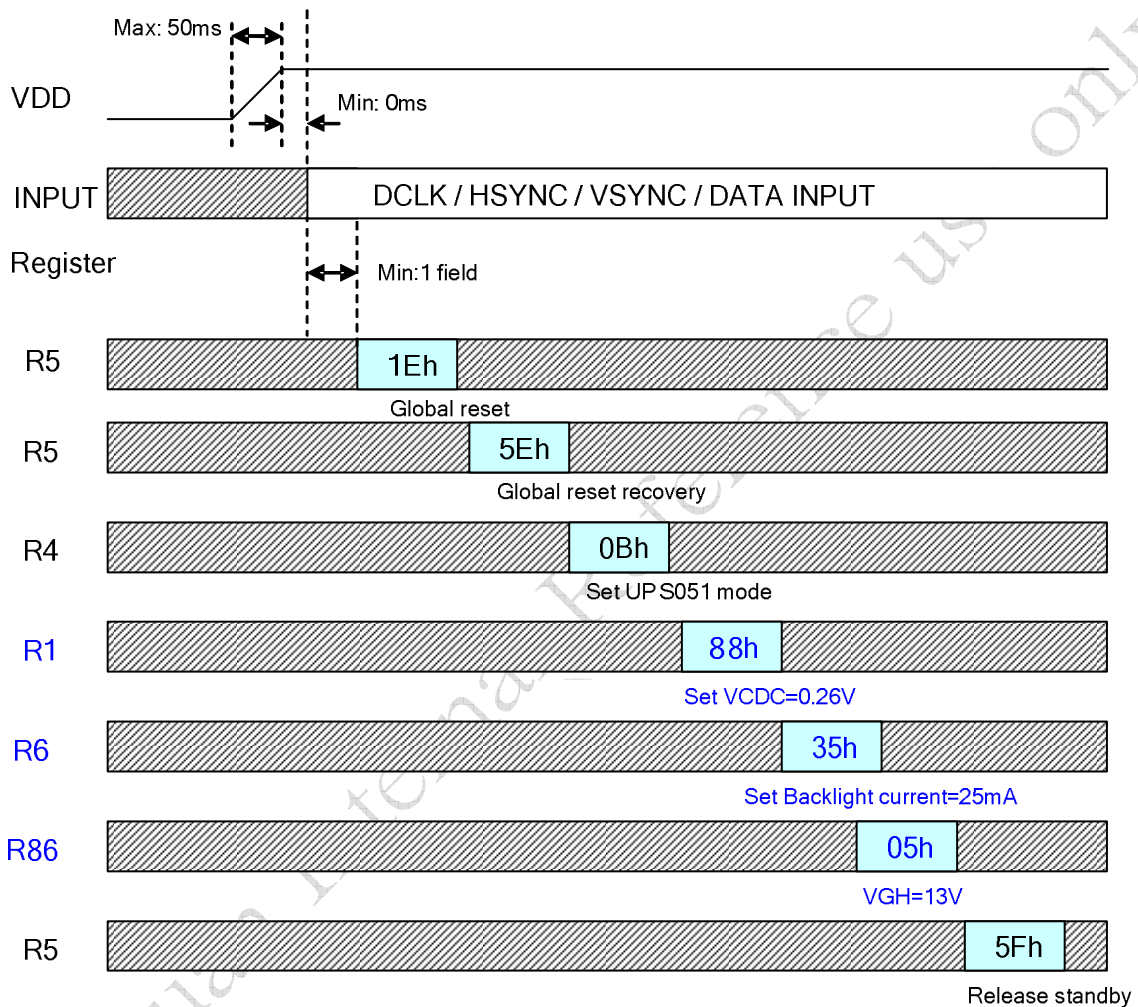 Max: 50ms
VDD
Min: 0ms
INPUT
DCLK / HSYNC / VSYNC / DATA INPUT
Register
Min:1 field
R5
1Eh
Global reset
R5
5Eh
Global reset recovery
R4
0Bh
Set UPS051 mode
R1
88h
Set VCDC=0.26V
R6
35h
Set Backlight current=25mA
R86
05h
VGH=13V
R5
5Fh
Release standby